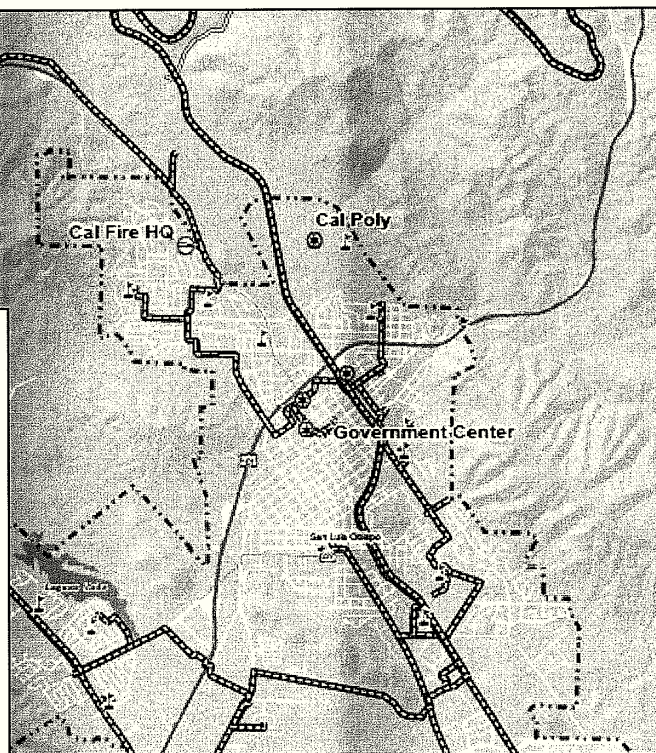 Cal Poly
Cal Fire HQ
Government Center
San Luis Obispo